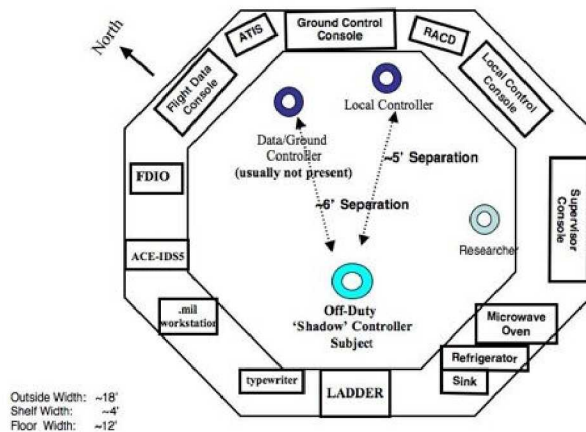 North
ATIS
Ground Control
Console
RACD
Flight Data
Console
Local Control
Console
Local Controller
Data/Ground
Controller
(usually not present)
~5' Separation
~6' Separation
FDIO
Supervisor
Console
Researcher
ACE-IDS5
.mil
workstation
Off-Duty
'Shadow' Controller
Subject
Microwave
Oven
Refrigerator
Sink
typewriter
LADDER
Outside Width: ~18'
Shelf Width: ~4'
Floor Width: ~12'